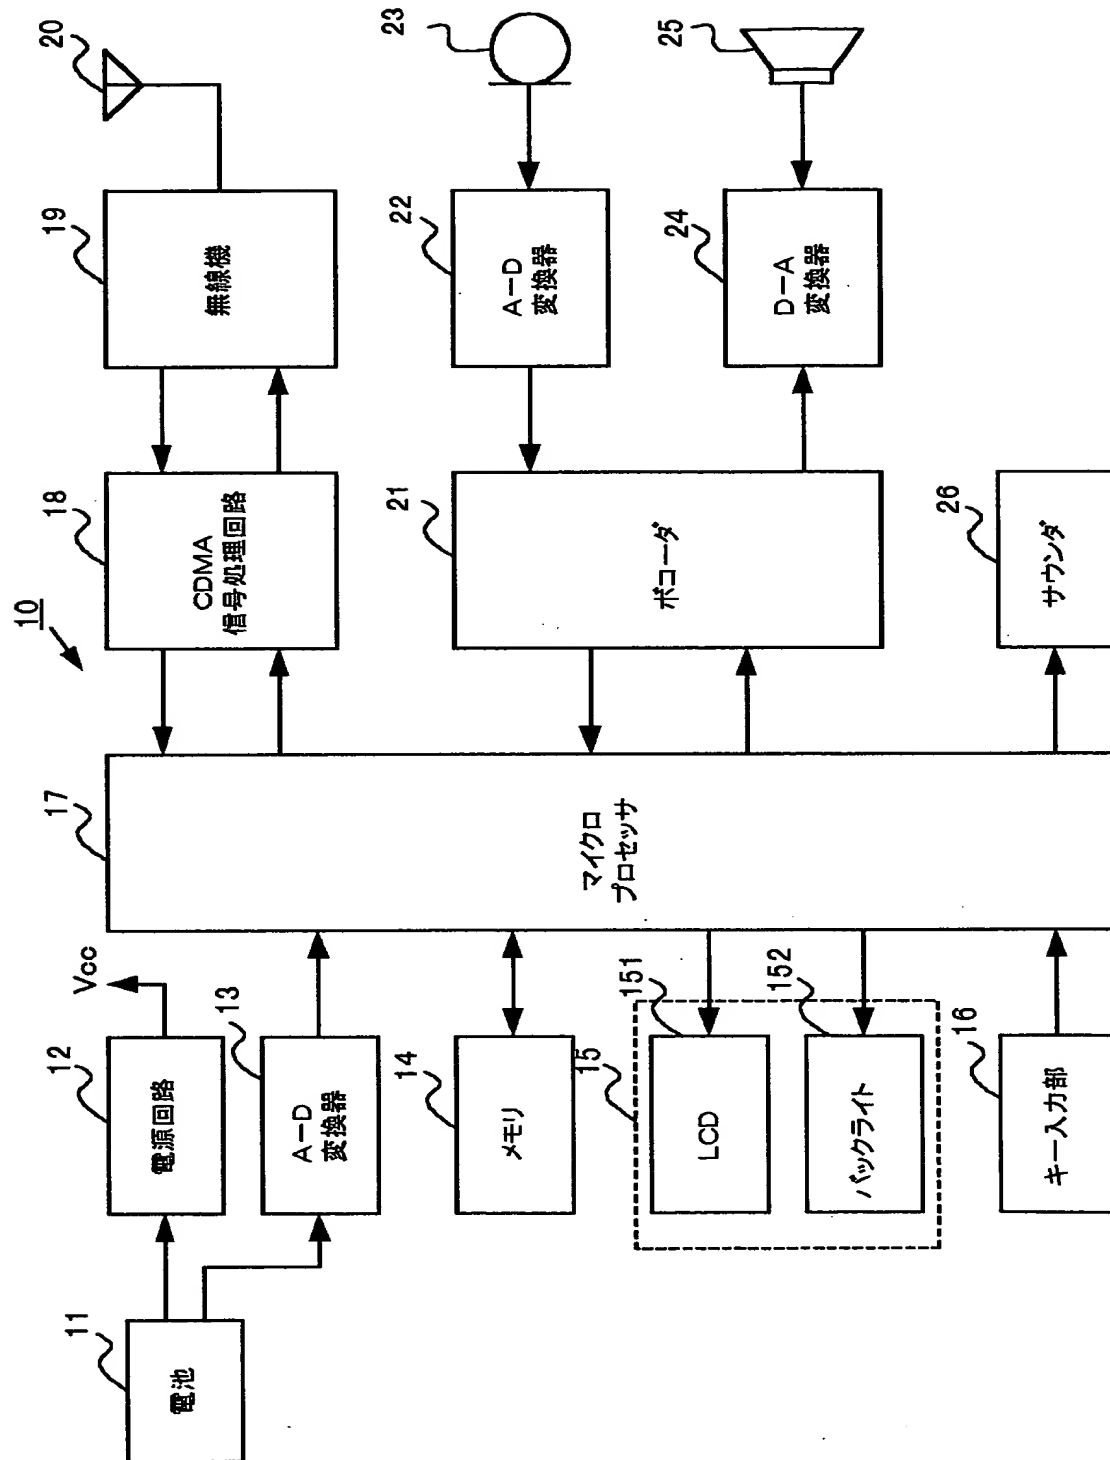 10
11
電池
12
電源回路
Vcc
13
A－D
変換器
14
メモリ
15
151
LCD
152
バックライト
16
キー入力部
17
マイクロ
プロセッサ
18
CDMA
信号処理回路
19
無線機
20
21
ボコーダ
22
A－D
変換器
23
24
D－A
変換器
25
26
サウンダ